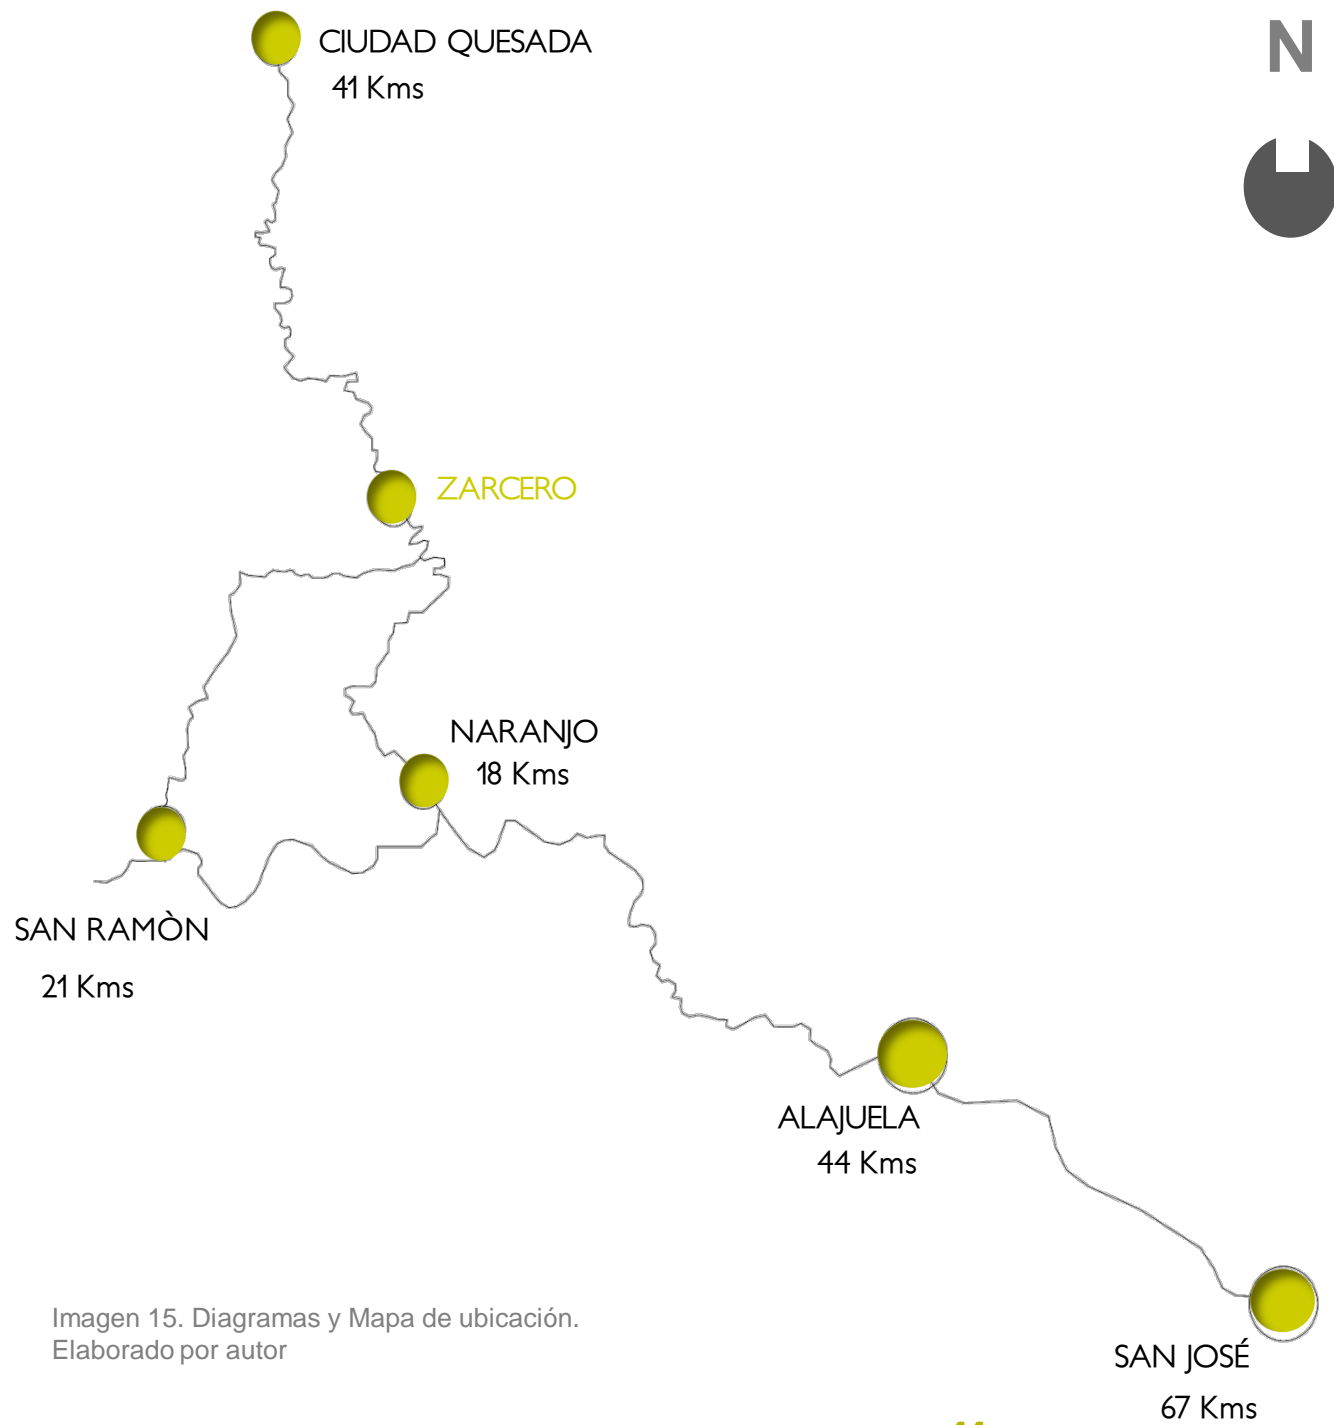 CIUDAD QUESADA
41 Kms
N
ZARCERO
NARANJO
18 Kms
SAN RAMÒN
21 Kms
ALAJUELA
44 Kms
Imagen 15. Diagramas y Mapa de ubicación.
Elaborado por autor
SAN JOSÉ
67 Kms